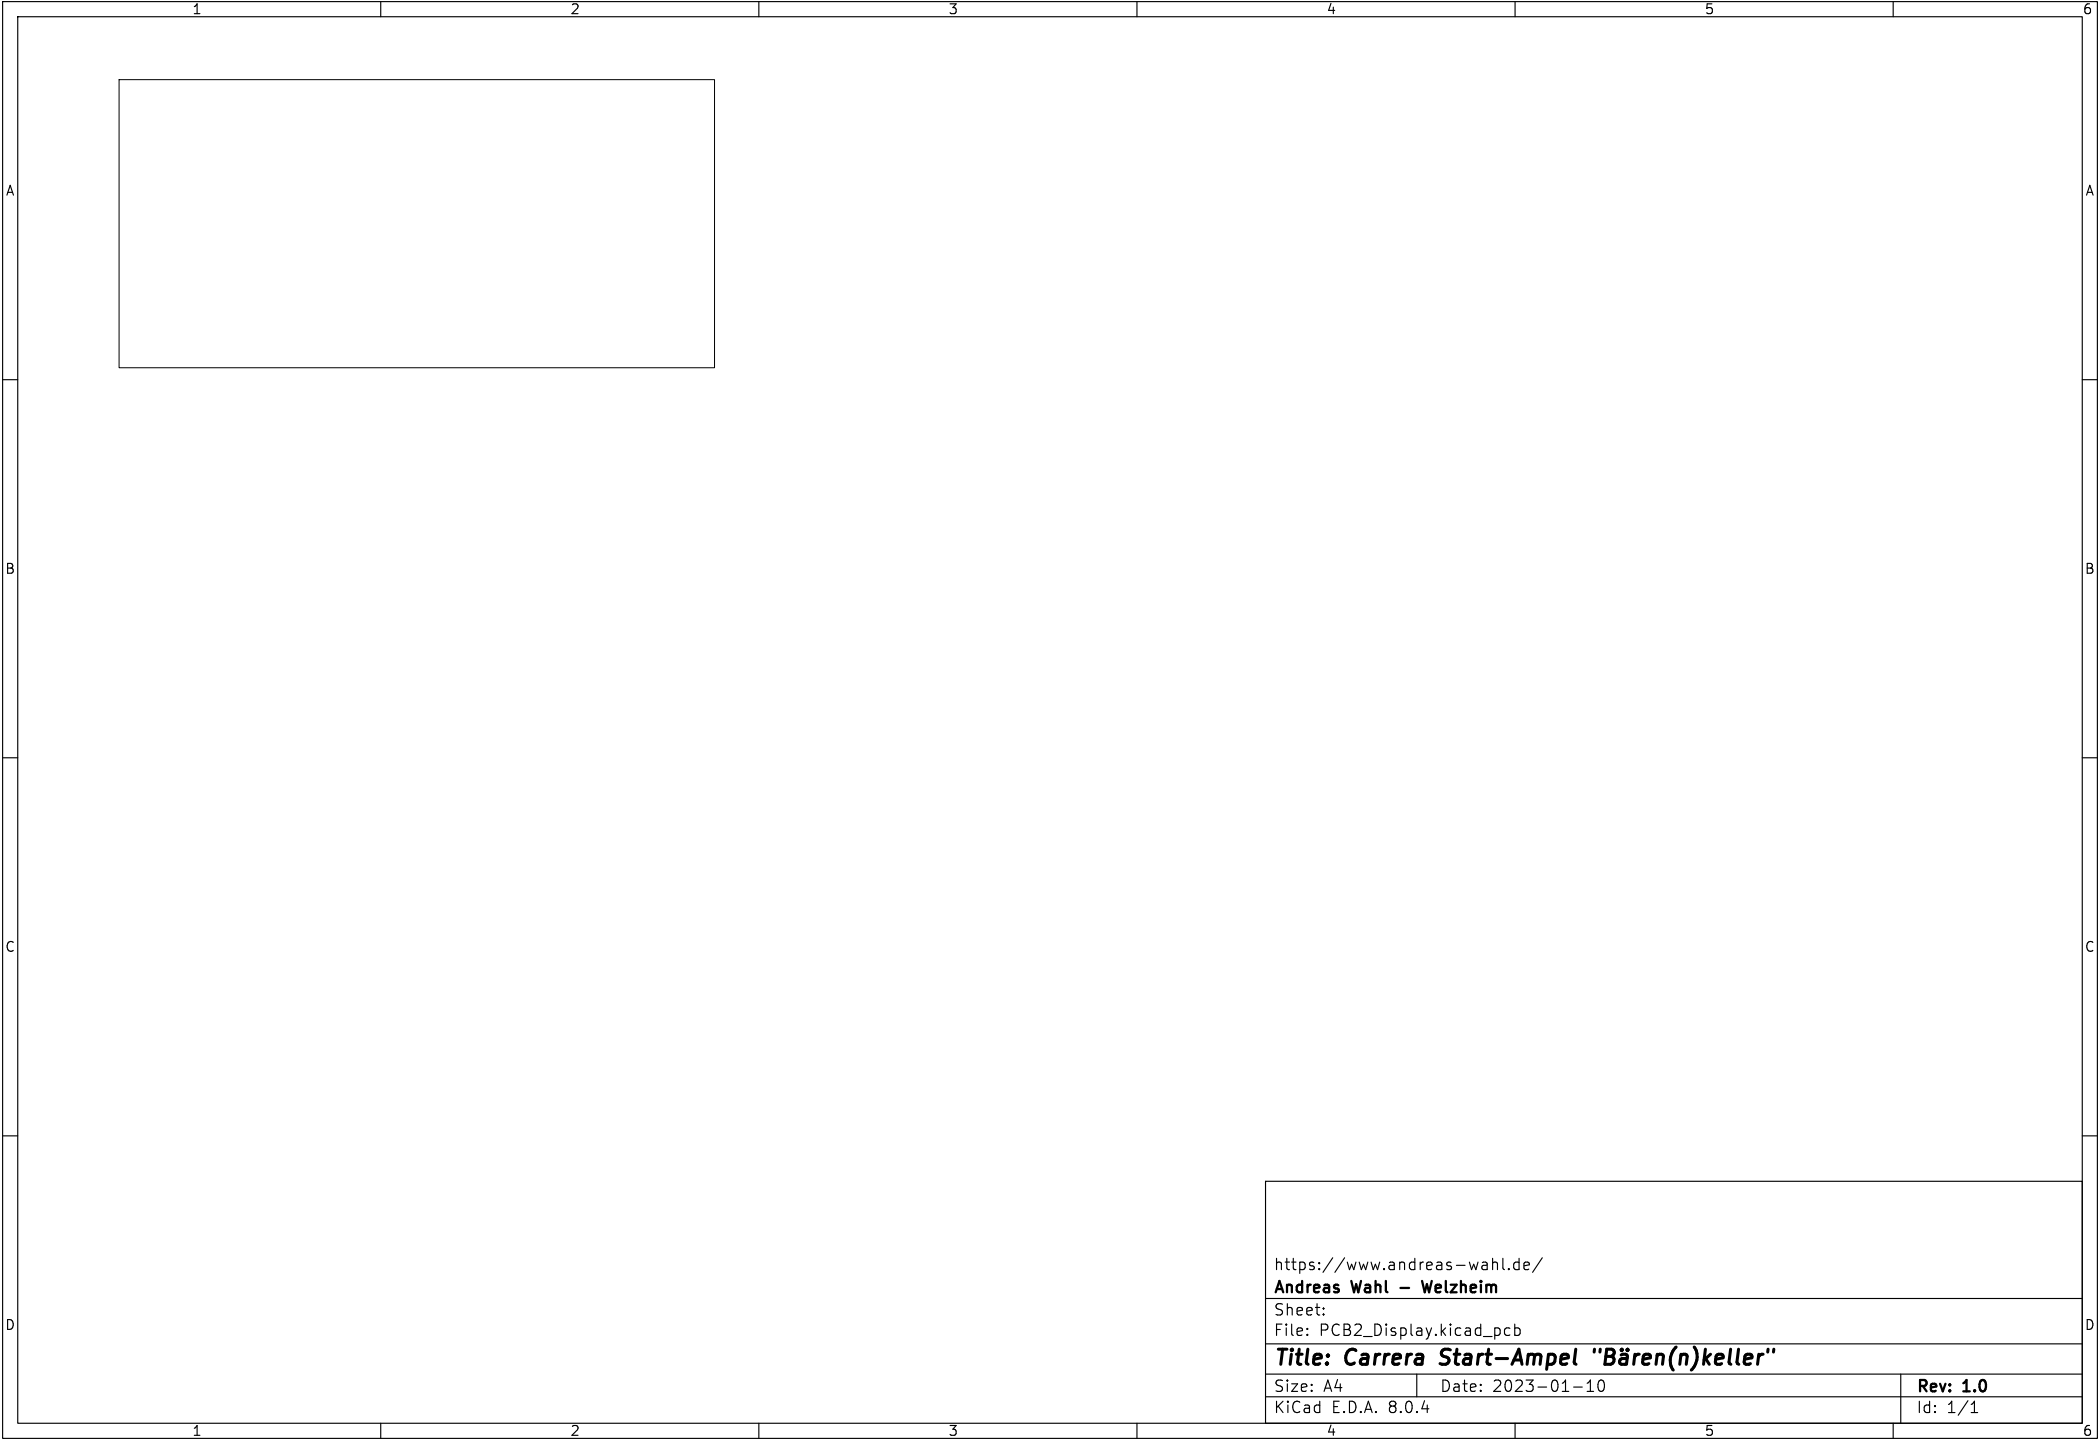 1 2 3 4 5 6
A A
B B
C C
https://www.andreas-wahl.de/
Andreas Wahl - Welzheim
Sheet:
File: PCB2_Display.kicad_pcb
D D
Title: Carrera Start-Ampel "Bären(n)keller"
Size: A4 Date: 2023-01-10 Rev: 1.0
KiCad E.D.A. 8.0.4 Id: 1/1
1 2 3 4 5 6